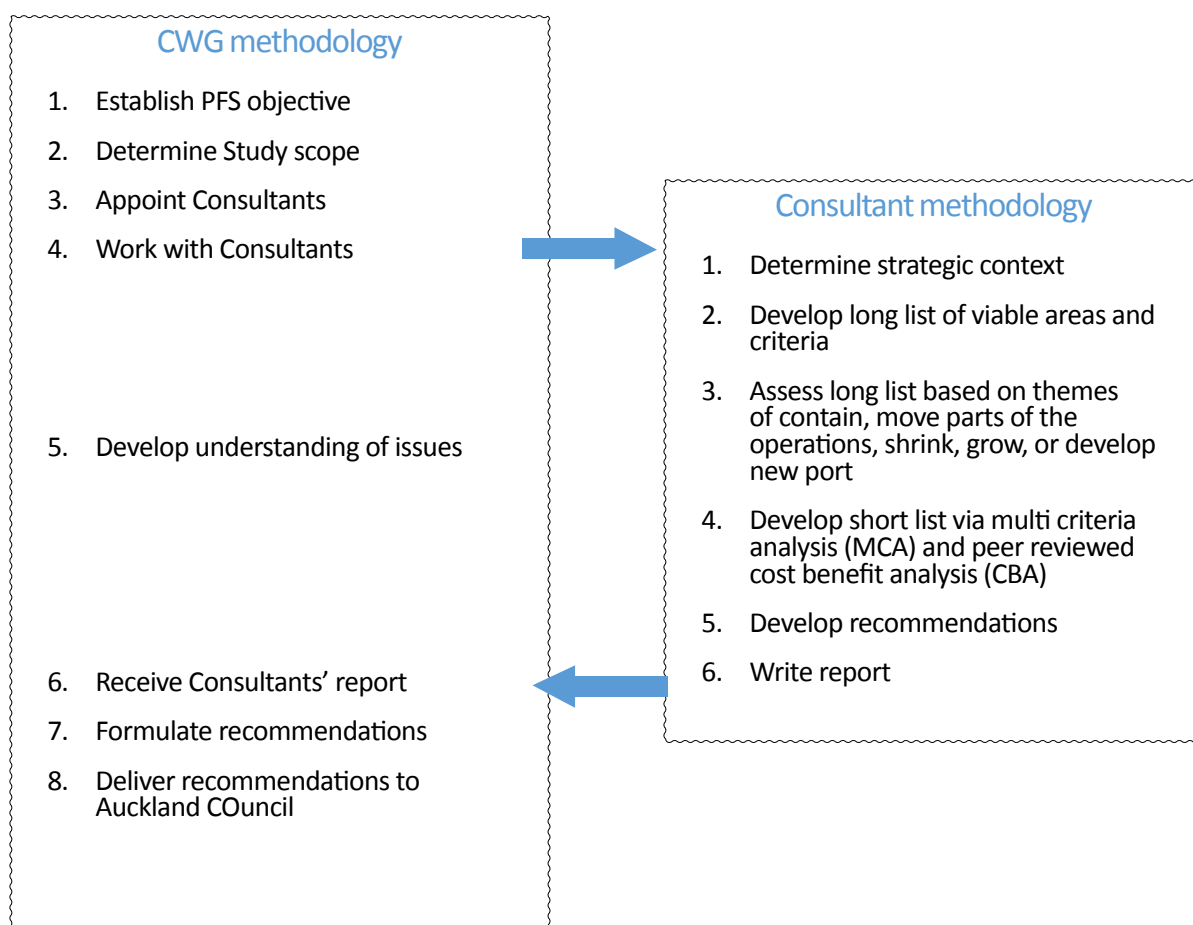 CWG methodology
1. Establish PFS objective
2. Determine Study scope
3. Appoint Consultants
4. Work with Consultants
5. Develop understanding of issues
6. Receive Consultants’ report
7. Formulate recommendations
8. Deliver recommendations to
Auckland COuncil
Consultant methodology
1. Determine strategic context
2. Develop long list of viable areas and
criteria
3. Assess long list based on themes
of contain, move parts of the
operations, shrink, grow, or develop
new port
4. Develop short list via multi criteria
analysis (MCA) and peer reviewed
cost benefit analysis (CBA)
5. Develop recommendations
6. Write report